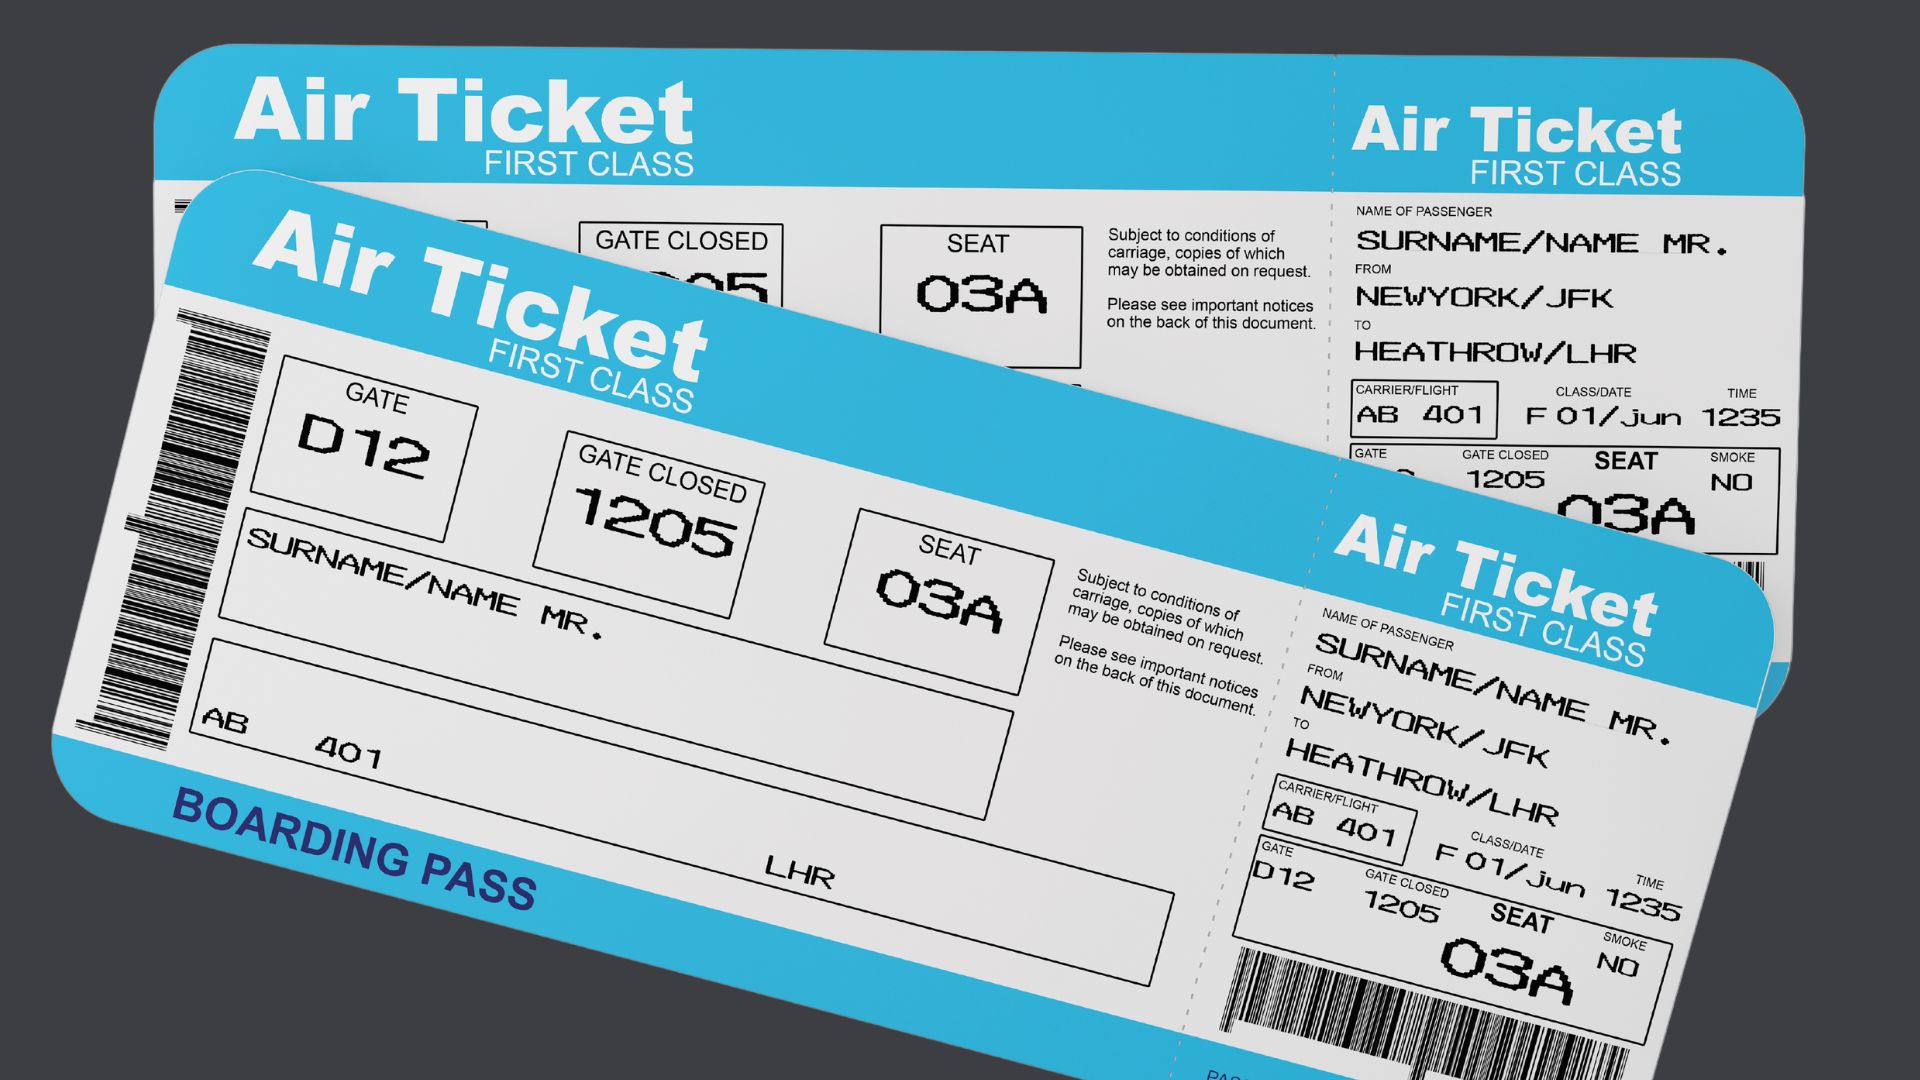 Air Ticket
FIRST CLASS
GATE CLOSED
SEAT
03A
Subject to conditions of
carriage, copies of which
may be obtained on request.
Please see important notices
on the back of this document.
Air Ticket
FIRST CLASS
NAME OF PASSENGER
SURNAME/NAME MR.
FROM
NEWYORK/JFK
TO
HEATHROW/LHR
CARRIER/FLIGHT
AB 401
CLASS/DATE
F 01/jun
TIME
1235
GATE
GATE CLOSED
1205
SEAT
03A
SMOKE
NO
Air Ticket
FIRST CLASS
GATE
D12
GATE CLOSED
1205
SEAT
03A
SURNAME/NAME MR.
AB 401
LHR
Subject to conditions of
carriage, copies of which
may be obtained on request.
Please see important notices
on the back of this document.
BOARDING PASS
Air Ticket
FIRST CLASS
NAME OF PASSENGER
SURNAME/NAME MR.
FROM
NEWYORK/JFK
TO
HEATHROW/LHR
CARRIER/FLIGHT
AB 401
CLASS/DATE
F 01/jun
TIME
1235
GATE
D12
GATE CLOSED
1205
SEAT
03A
SMOKE
NO